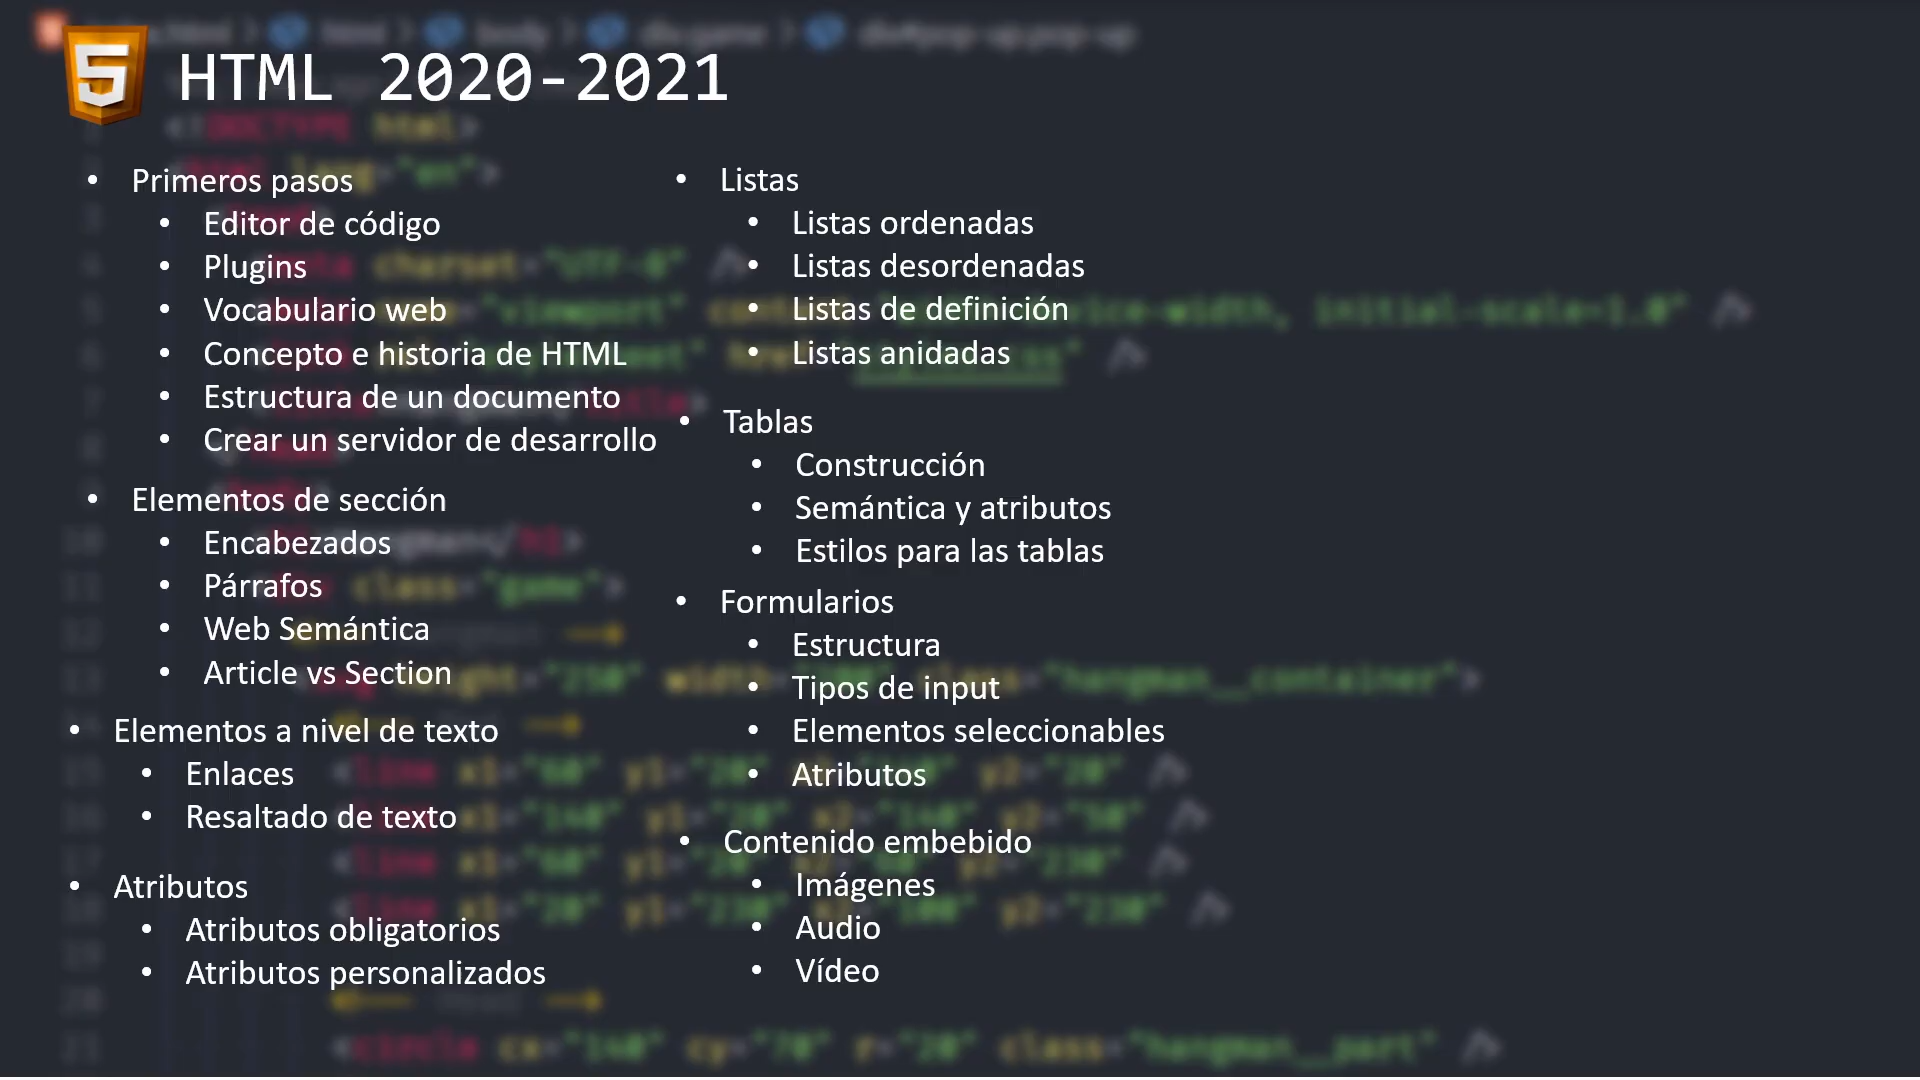 HTML 2020-2021
• Primeros pasos
• Editor de código
• Plugins
• Vocabulario web
• Concepto e historia de HTML
• Estructura de un documento
• Crear un servidor de desarrollo
• Elementos de sección
• Encabezados
• Párrafos
• Web Semántica
• Article vs Section
• Elementos a nivel de texto
• Enlaces
• Resaltado de texto
• Atributos
• Atributos obligatorios
• Atributos personalizados
• Listas
• Listas ordenadas
• Listas desordenadas
• Listas de definición
• Listas anidadas
• Tablas
• Construcción
• Semántica y atributos
• Estilos para las tablas
• Formularios
• Estructura
• Tipos de input
• Elementos seleccionables
• Atributos
• Contenido embebido
• Imágenes
• Audio
• Vídeo